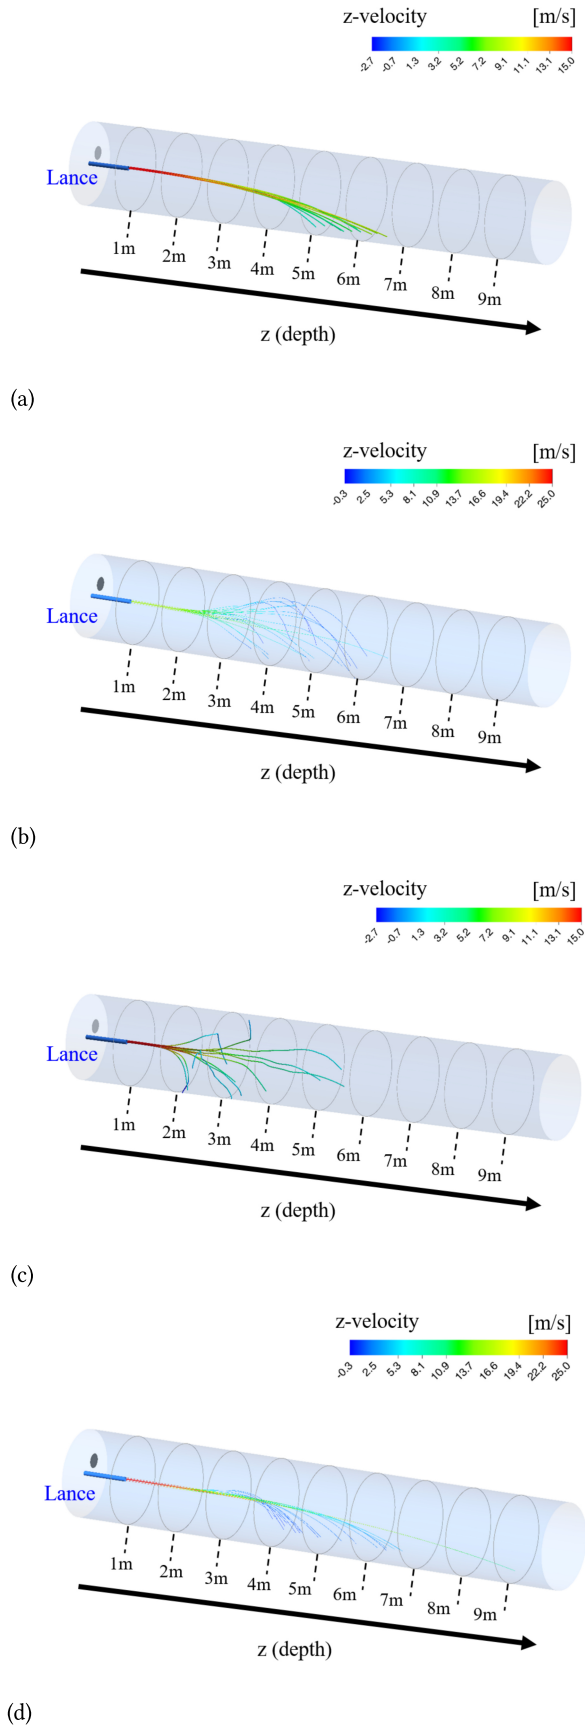 z-velocity [m/s]
-2.7 -0.7 1.3 3.2 5.2 7.2 9.1 11.1 13.1 15.0
Lance
1m 2m 3m 4m 5m 6m 7m 8m 9m
z (depth)
(a)
z-velocity [m/s]
-0.3 2.5 5.3 8.1 10.9 13.7 16.6 19.4 22.2 25.0
Lance
1m 2m 3m 4m 5m 6m 7m 8m 9m
z (depth)
(b)
z-velocity [m/s]
-2.7 -0.7 1.3 3.2 5.2 7.2 9.1 11.1 13.1 15.0
Lance
1m 2m 3m 4m 5m 6m 7m 8m 9m
z (depth)
(c)
z-velocity [m/s]
-0.3 2.5 5.3 8.1 10.9 13.7 16.6 19.4 22.2 25.0
Lance
1m 2m 3m 4m 5m 6m 7m 8m 9m
z (depth)
(d)